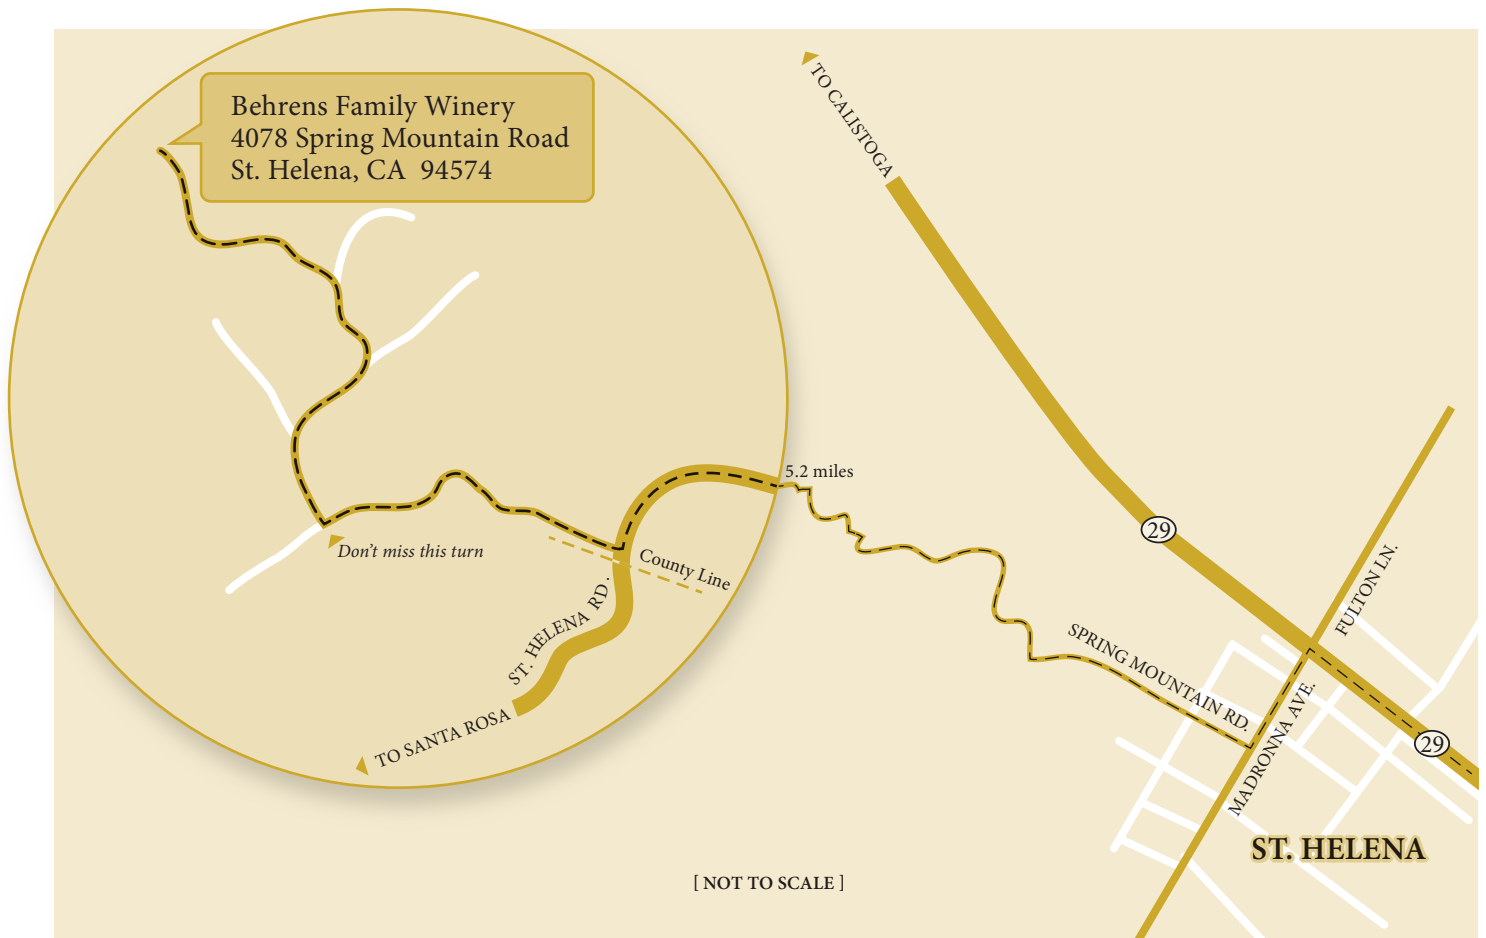 Behrens Family Winery
4078 Spring Mountain Road
St. Helena, CA 94574
TO CALISTOGA
5.2 miles
29
FULTON LN.
Don't miss this turn
County Line
ST. HELENA RD.
TO SANTA ROSA
SPRING MOUNTAIN RD.
MADRONNA AVE.
29
ST. HELENA
[ NOT TO SCALE ]